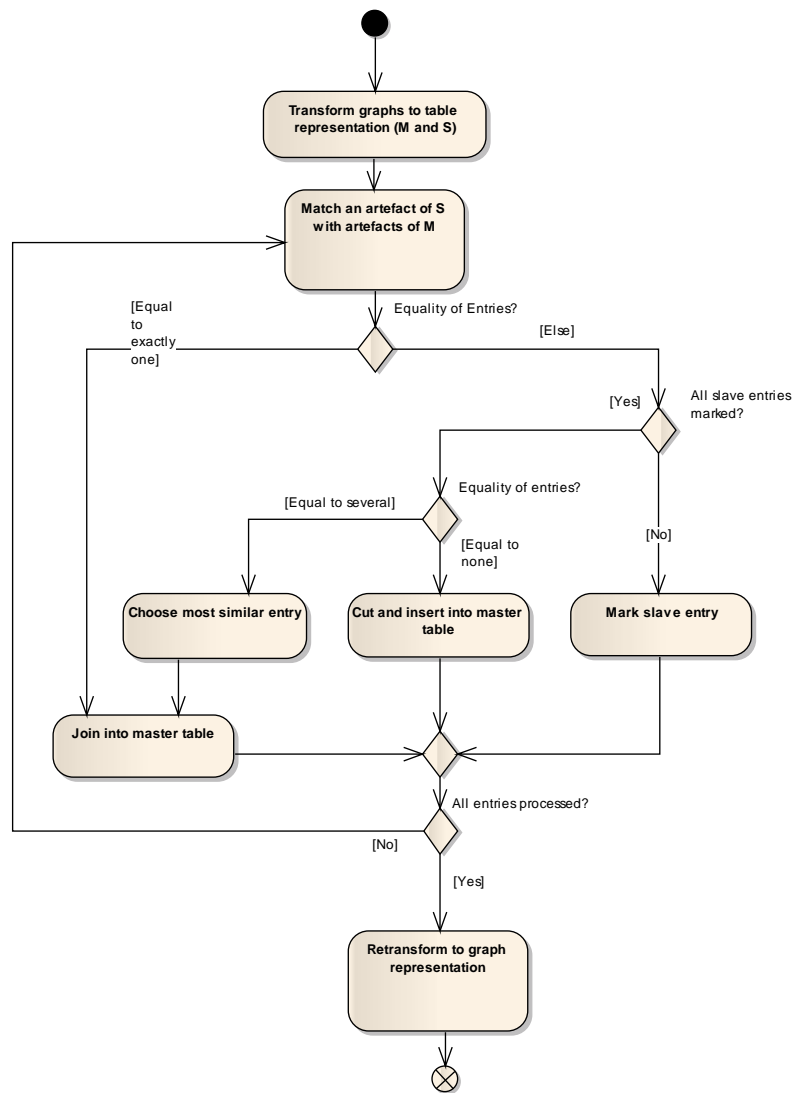 Transform graphs to table
representation (M and S)
Match an artefact of S
with artefacts of M
Equality of Entries?
[Equal
to
exactly
one]
[Else]
All slave entries
marked?
[Yes]
Equality of entries?
[Equal to several]
[Equal to
none]
[No]
Choose most similar entry
Cut and insert into master
table
Mark slave entry
Join into master table
All entries processed?
[No]
[Yes]
Retransform to graph
representation